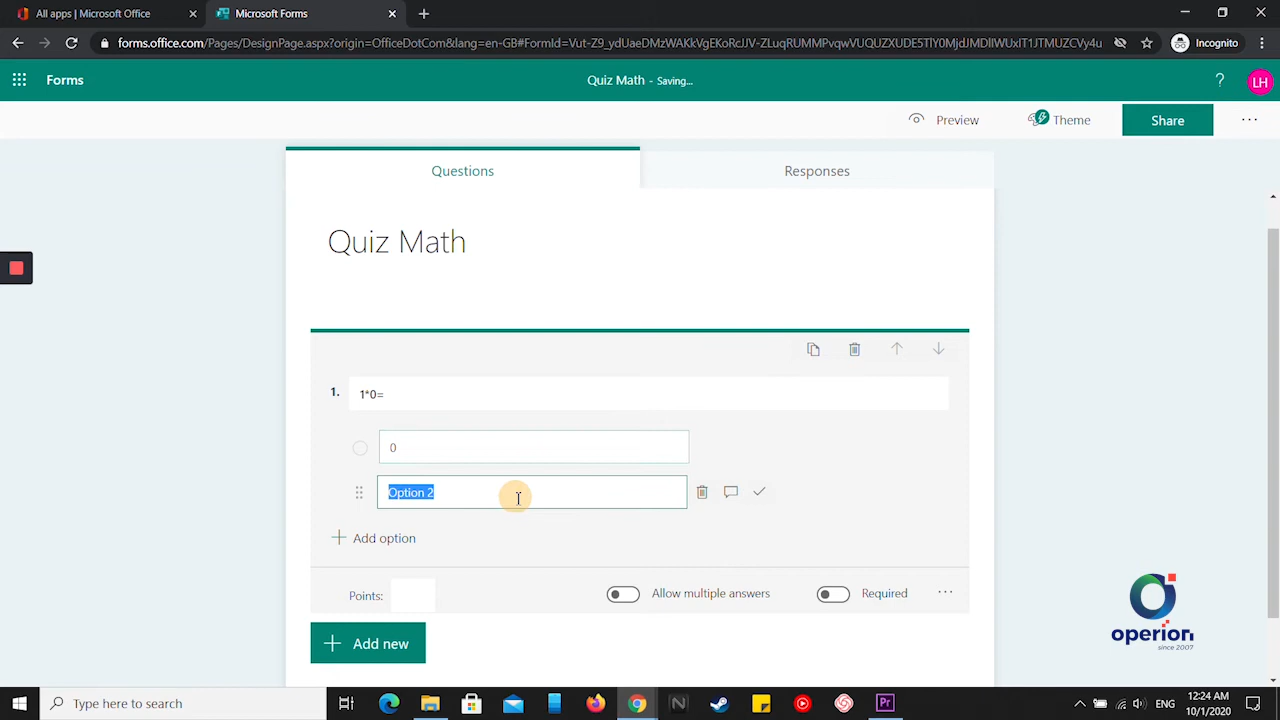 All apps | Microsoft Office
Microsoft Forms
forms.office.com/Pages/DesignPage.aspx?origin=OfficeDotCom&lang=en-GB#FormId=
Incognito
Forms
Quiz Math - Saving...
?
LH
Preview
Theme
Share
Questions
Responses
Quiz Math
1.
1*0=
0
Option 2
Add option
Points:
Allow multiple answers
Required
Add new
operion
since 2007
Type here to search
N
Pr
ENG
12:24 AM
10/1/2020